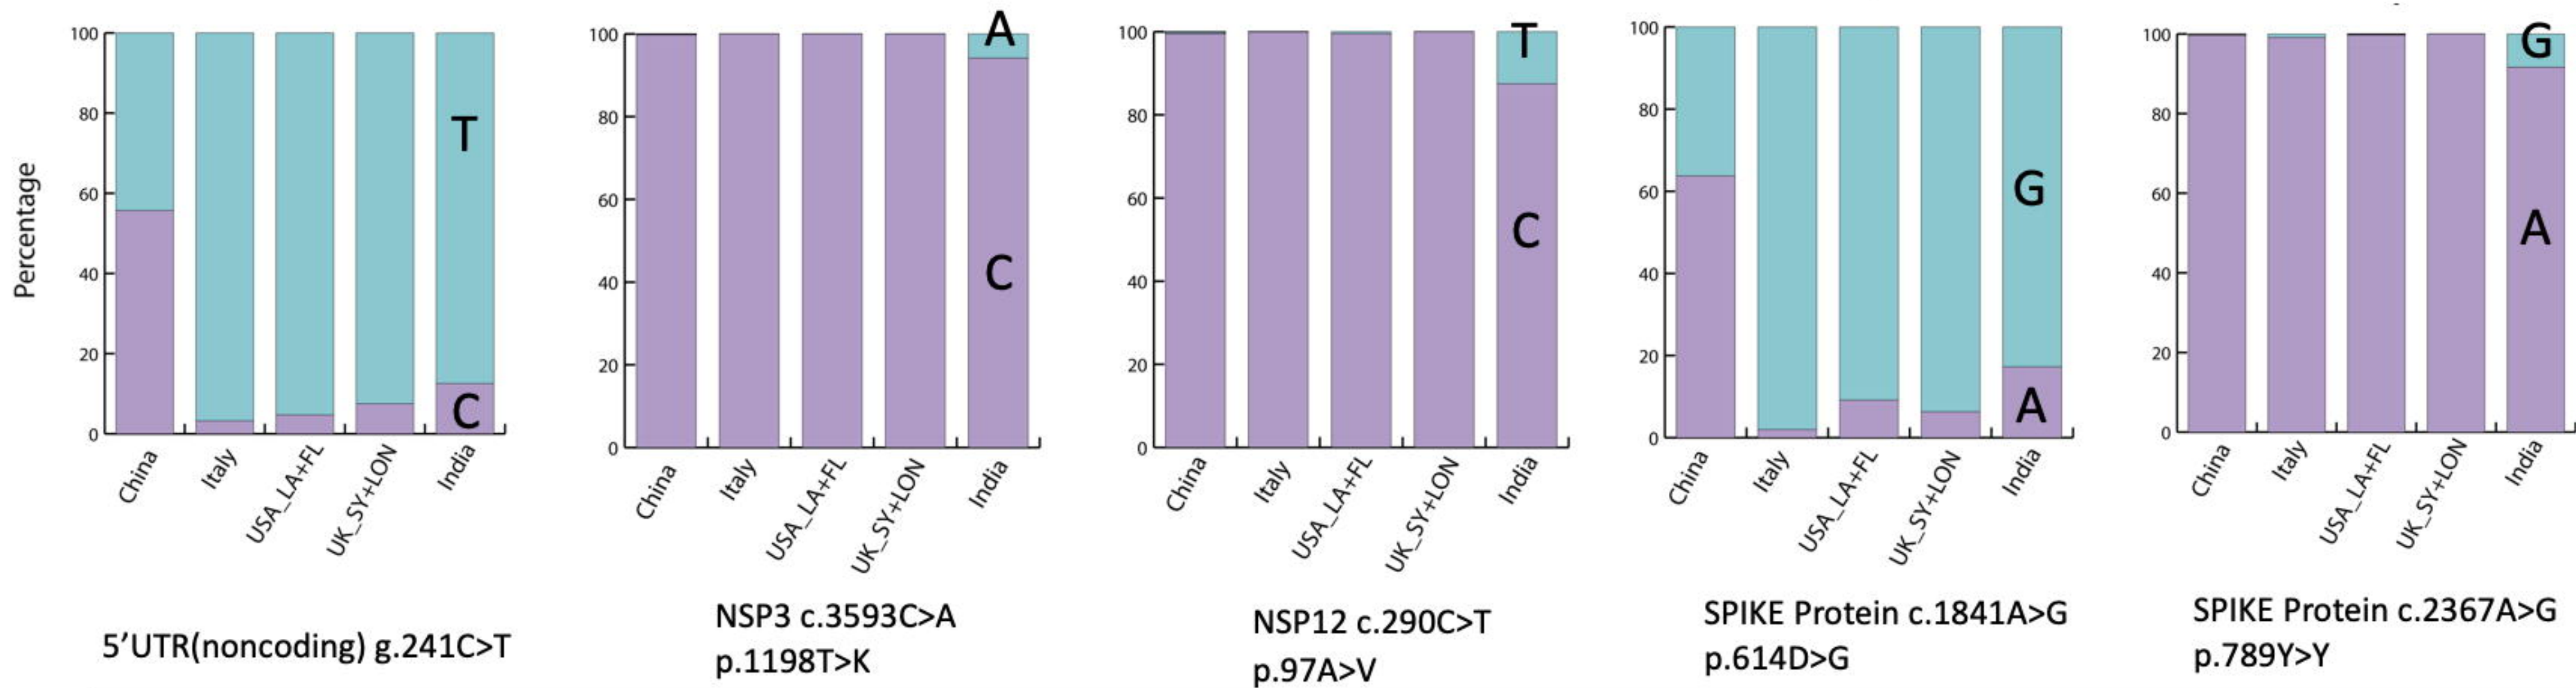 Percentage
100
80
60
40
20
0
T
C
China
Italy
USA_LA+FL
UK_SY+LON
India
5’UTR(noncoding) g.241C>T
100
80
60
40
20
0
A
C
China
Italy
USA_LA+FL
UK_SY+LON
India
NSP3 c.3593C>A
p.1198T>K
100
80
60
40
20
0
T
C
China
Italy
USA_LA+FL
UK_SY+LON
India
NSP12 c.290C>T
p.97A>V
100
80
60
40
20
0
G
A
China
Italy
USA_LA+FL
UK_SY+LON
India
SPIKE Protein c.1841A>G
p.614D>G
100
80
60
40
20
0
G
A
China
Italy
USA_LA+FL
UK_SY+LON
India
SPIKE Protein c.2367A>G
p.789Y>Y